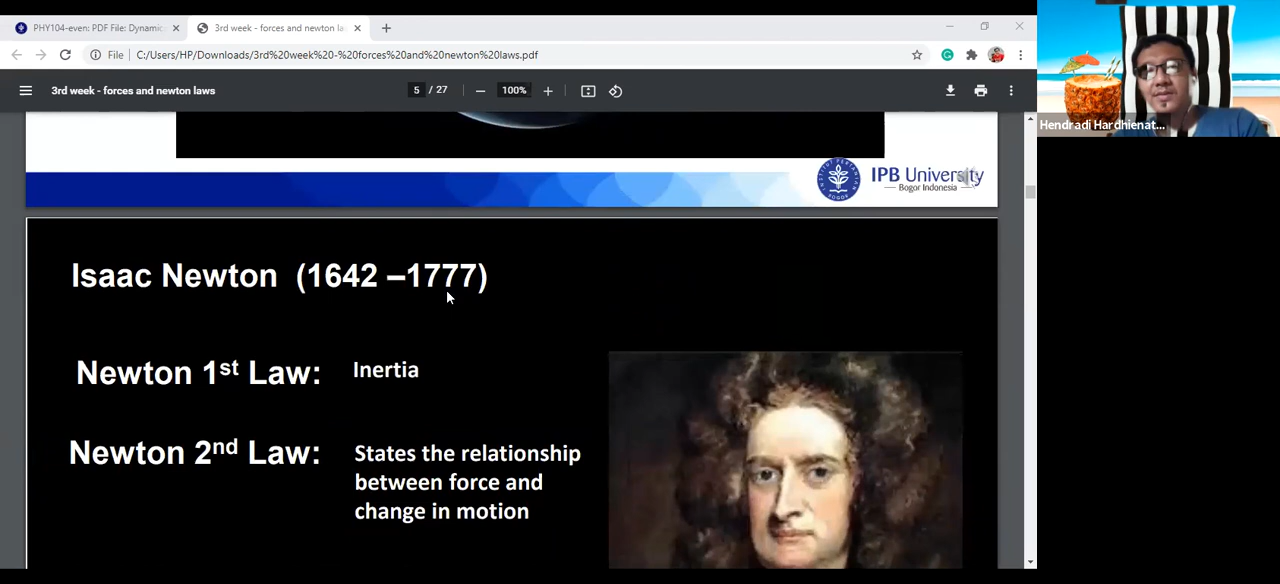 PHY104-even: PDF File: Dynamic
3rd week - forces and newton la
File
C:/Users/HP/Downloads/3rd%20week%20-%20forces%20and%20newton%20laws.pdf
3rd week - forces and newton laws
5 / 27
100%
Hendradi Hardhienat...
IPB University
Bogor Indonesia
Isaac Newton (1642 –1777)
Newton 1st Law:
Inertia
Newton 2nd Law:
States the relationship
between force and
change in motion